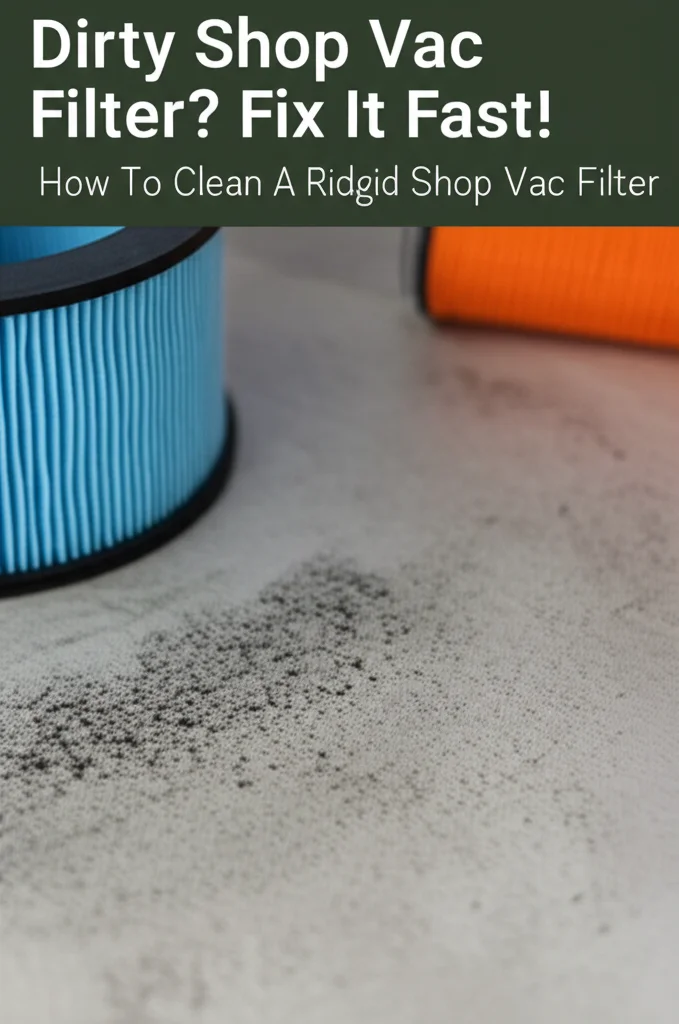 Dirty Shop Vac
Filter? Fix It Fast!
How To Clean A Ridgid Shop Vac Filter